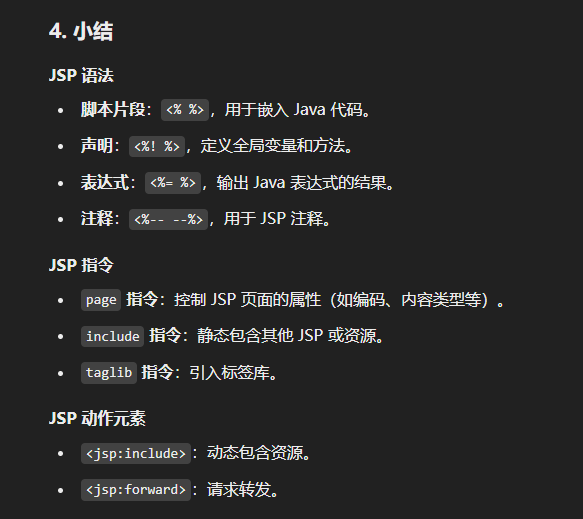 4. 小结
JSP 语法
• 脚本片段：<% %>，用于嵌入 Java 代码。
• 声明：<%! %>，定义全局变量和方法。
• 表达式：<%= %>，输出 Java 表达式的结果。
• 注释：<%-- --%>，用于 JSP 注释。
JSP 指令
• page 指令：控制 JSP 页面的属性（如编码、内容类型等）。
• include 指令：静态包含其他 JSP 或资源。
• taglib 指令：引入标签库。
JSP 动作元素
• <jsp:include>：动态包含资源。
• <jsp:forward>：请求转发。